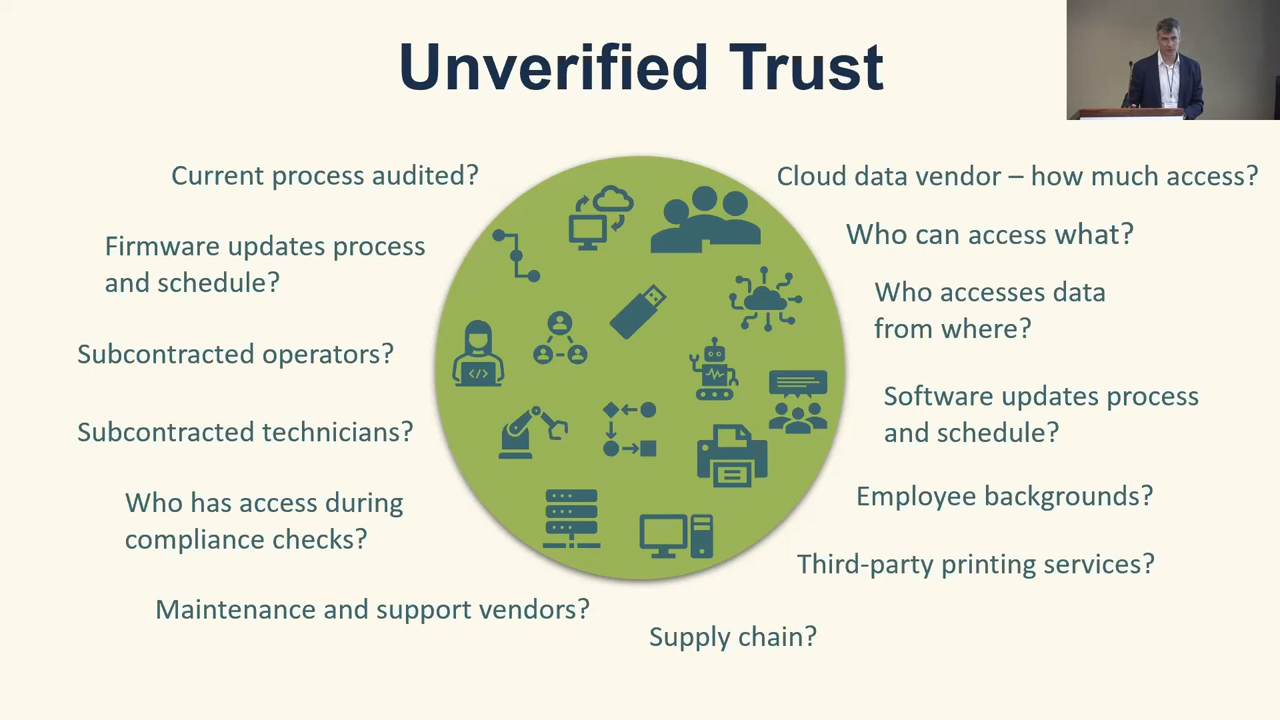 Unverified Trust
Current process audited?
Firmware updates process
and schedule?
Subcontracted operators?
Subcontracted technicians?
Who has access during
compliance checks?
Maintenance and support vendors?
Supply chain?
Cloud data vendor – how much access?
Who can access what?
Who accesses data
from where?
Software updates process
and schedule?
Employee backgrounds?
Third-party printing services?